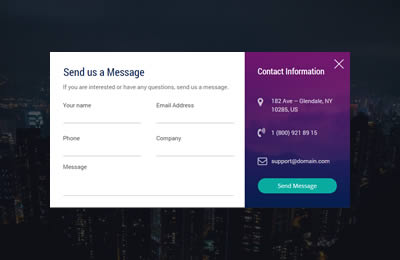 Send us a Message
If you are interested or have any questions, send us a message.
Your name
Email Address
Phone
Company
Message
Contact Information
182 Ave – Glendale, NY
10285, US
1 (800) 921 89 15
support@domain.com
Send Message